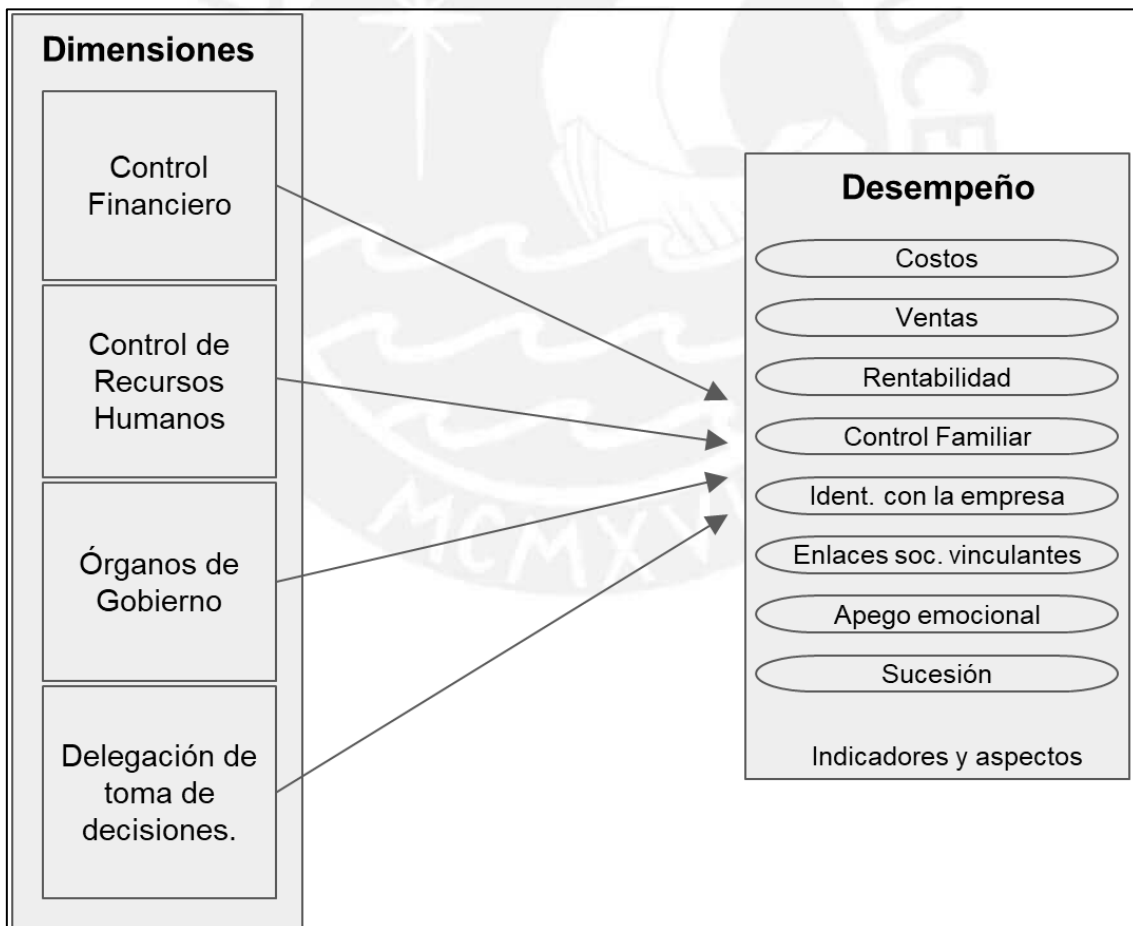 Dimensiones
Control
Financiero
Control de
Recursos
Humanos
Órganos de
Gobierno
Delegación de
toma de
decisiones.
Desempeño
Costos
Ventas
Rentabilidad
Control Familiar
Ident. con la empresa
Enlaces soc. vinculantes
Apego emocional
Sucesión
Indicadores y aspectos